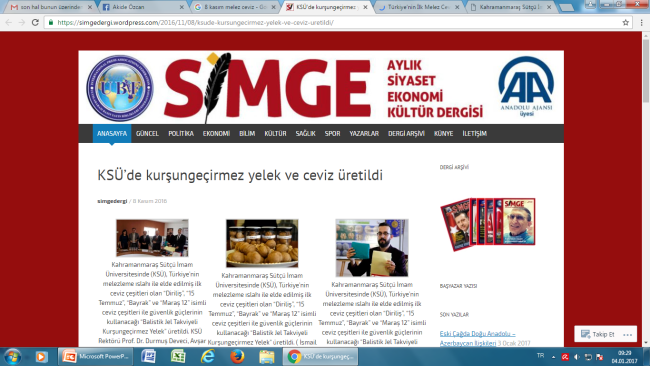 son hal bunun üzerinde
Akide Özcan
8 kasım melez ceviz - Go
KSÜ'de kurşungeçirmez
Türkiye'nin İlk Melez Cev
Kahramanmaraş Sütçü İ
https://simgedergi.wordpress.com/2016/11/08/ksude-kursungecirmez-yelek-ve-ceviz-uretildi/
UBİF
SİMGE
AYLIK
SİYASET
EKONOMİ
KÜLTÜR DERGİSİ
AA
ANADOLU AJANSI
üyesi
ANASAYFA GÜNCEL POLİTİKA EKONOMİ BİLİM KÜLTÜR SAĞLIK SPOR YAZARLAR DERGİ ARŞİVİ KÜNYE İLETİŞİM
KSÜ'de kurşungeçirmez yelek ve ceviz üretildi
simgedergi / 8 Kasım 2016
Kahramanmaraş Sütçü İmam
Üniversitesinde (KSÜ), Türkiye'nin
melezleme ıslahı ile elde edilmiş ilk
ceviz çeşitleri olan "Diriliş", "15
Temmuz", "Bayrak" ve "Maraş 12" isimli
ceviz çeşitleri ile güvenlik güçlerinin
kullanacağı "Balistik Jel Takviyeli
Kurşungeçirmez Yelek" üretildi. KSÜ
Rektörü Prof. Dr. Durmuş Deveci, Avşar
Kahramanmaraş Sütçü İmam
Üniversitesinde (KSÜ), Türkiye'nin
melezleme ıslahı ile elde edilmiş ilk
ceviz çeşitleri olan "Diriliş", "15
Temmuz", "Bayrak" ve "Maraş 12" isimli
ceviz çeşitleri ile güvenlik güçlerinin
kullanacağı "Balistik Jel Takviyeli
Kurşungeçirmez Yelek" üretildi. ( İsmail
Kahramanmaraş Sütçü İmam
Üniversitesinde (KSÜ), Türkiye'nin
melezleme ıslahı ile elde edilmiş ilk
ceviz çeşitleri olan "Diriliş", "15
Temmuz", "Bayrak" ve "Maraş 12" isimli
ceviz çeşitleri ile güvenlik güçlerinin
kullanacağı "Balistik Jel Takviyeli
DERGİ ARŞİVİ
SİMGE
BAŞYAZAR YAZISI
SON YAZILAR
Eski Çağda Doğu Anadolu –
Azerbaycan İlişkileri 3 Ocak 2017
Takip Et
Microsoft PowerP...
KSÜ'de kurşungeç...
TR
09:29
04.01.2017